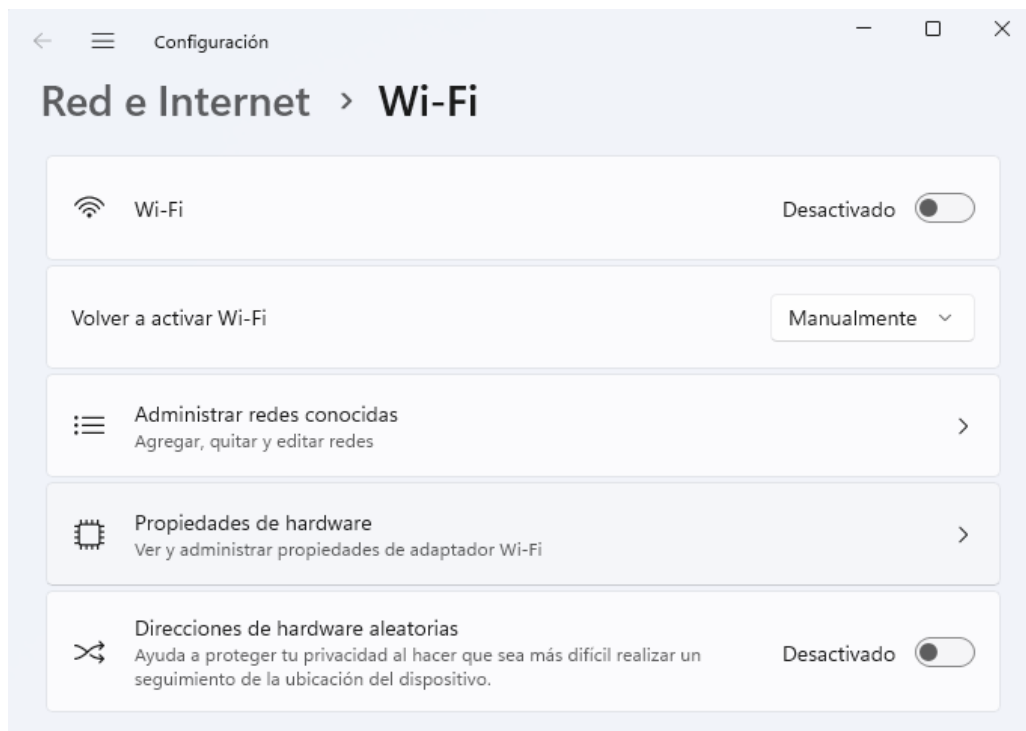 Configuración
Red e Internet > Wi-Fi
Wi-Fi
Desactivado
Volver a activar Wi-Fi
Manualmente
Administrar redes conocidas
Agregar, quitar y editar redes
Propiedades de hardware
Ver y administrar propiedades de adaptador Wi-Fi
Direcciones de hardware aleatorias
Ayuda a proteger tu privacidad al hacer que sea más difícil realizar un
seguimiento de la ubicación del dispositivo.
Desactivado